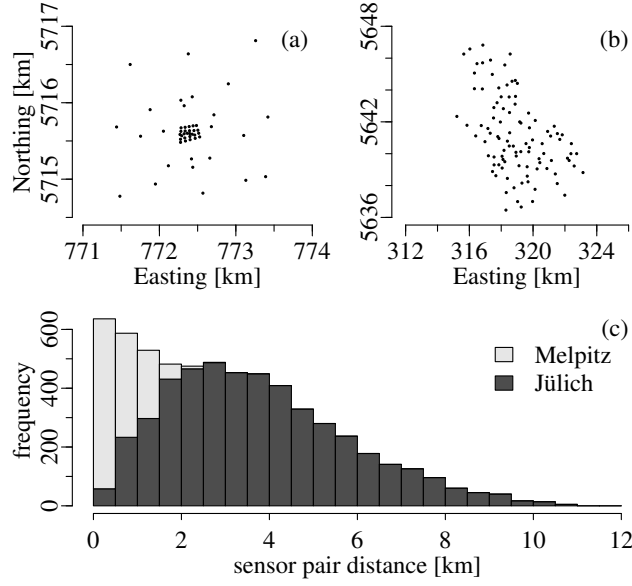 (a)
Northing [km]
5715
5716
5717
771
772
773
774
Easting [km]
(b)
5636
5642
5648
312
316
320
324
Easting [km]
(c)
frequency
0
200
400
600
Melpitz
Jülich
0
2
4
6
8
10
12
sensor pair distance [km]